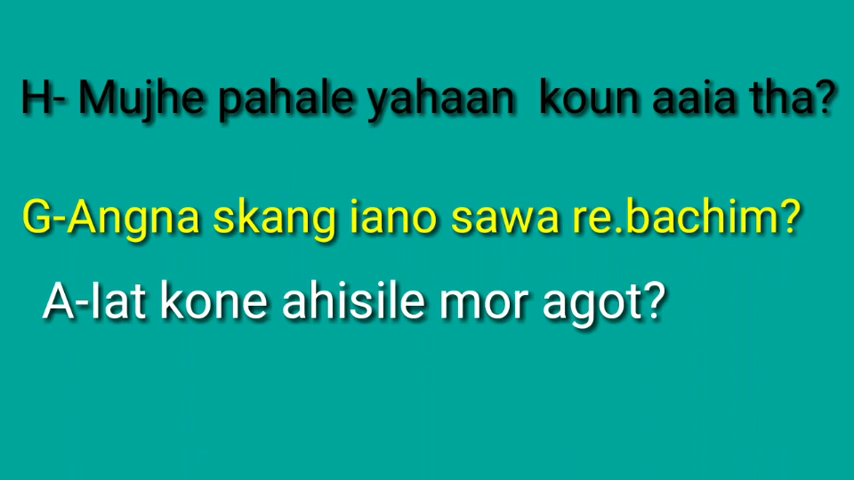 H- Mujhe pahale yahaan koun aaia tha?
G-Angna skang iano sawa re.bachim?
A-Iat kone ahisile mor agot?